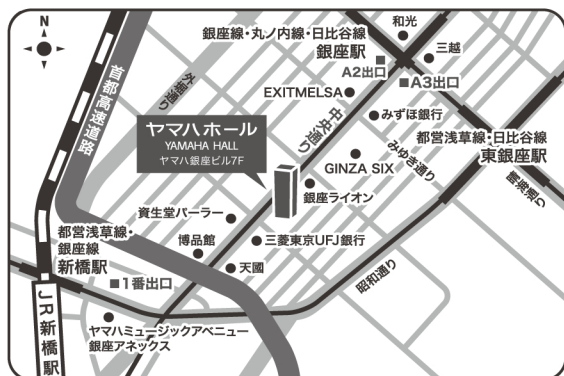 N
銀座線・丸ノ内線・日比谷線
銀座駅
和光
三越
A2出口
A3出口
首都高速道路
外堀通り
EXITMELSA
中央通り
みずほ銀行
ヤマハホール
YAMAHA HALL
ヤマハ銀座ビル7F
都営浅草線・日比谷線
東銀座駅
みゆき通り
GINZA SIX
晴海通り
銀座ライオン
資生堂パーラー
都営浅草線・
銀座線
新橋駅
博品館
三菱東京UFJ銀行
天國
昭和通り
1番出口
JR新橋駅
ヤマハミュージックアベニュー
銀座アネックス